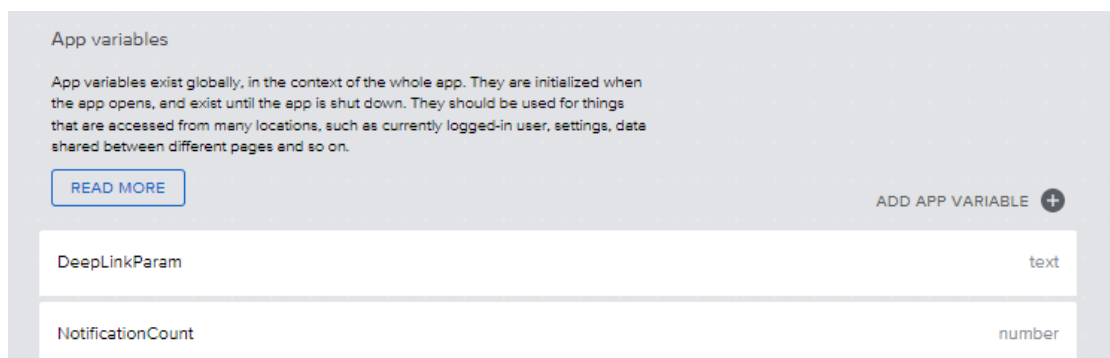 App variables
App variables exist globally, in the context of the whole app. They are initialized when
the app opens, and exist until the app is shut down. They should be used for things
that are accessed from many locations, such as currently logged-in user, settings, data
shared between different pages and so on.
READ MORE
ADD APP VARIABLE
DeepLinkParam text
NotificationCount number